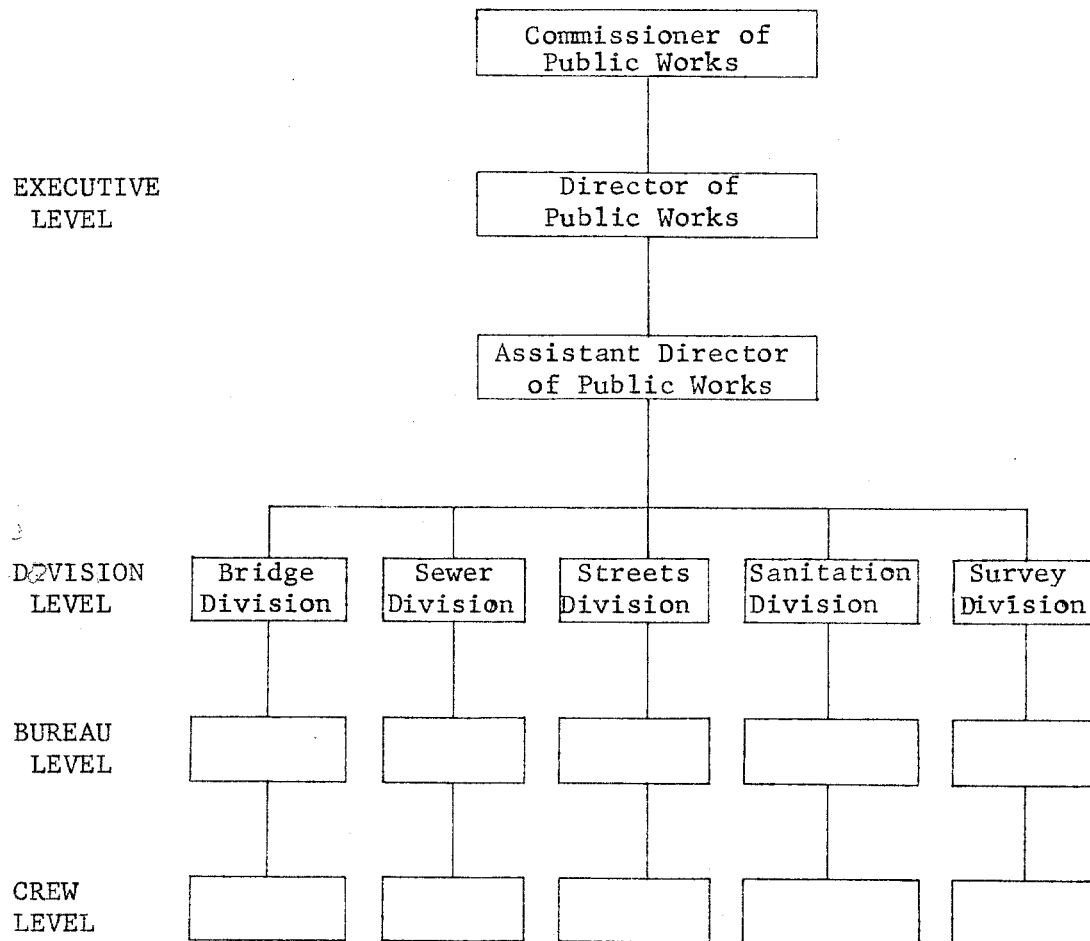 Commissioner of
Public Works
EXECUTIVE
LEVEL
Director of
Public Works
Assistant Director
of Public Works
DIVISION
LEVEL
Bridge
Division
Sewer
Division
Streets
Division
Sanitation
Division
Survey
Division
BUREAU
LEVEL
CREW
LEVEL